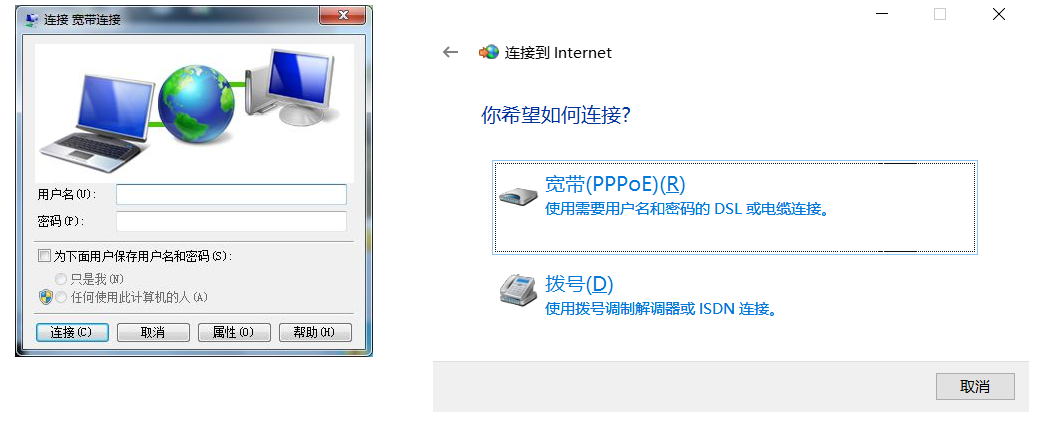 连接 宽带连接
用户名(U):
密码(P):
为下面用户保存用户名和密码(S):
只是我(N)
任何使用此计算机的人(A)
连接(C)
取消
属性(O)
帮助(H)
连接到 Internet
你希望如何连接?
宽带(PPPoE)(R)
使用需要用户名和密码的 DSL 或电缆连接。
拨号(D)
使用拨号调制解调器或 ISDN 连接。
取消